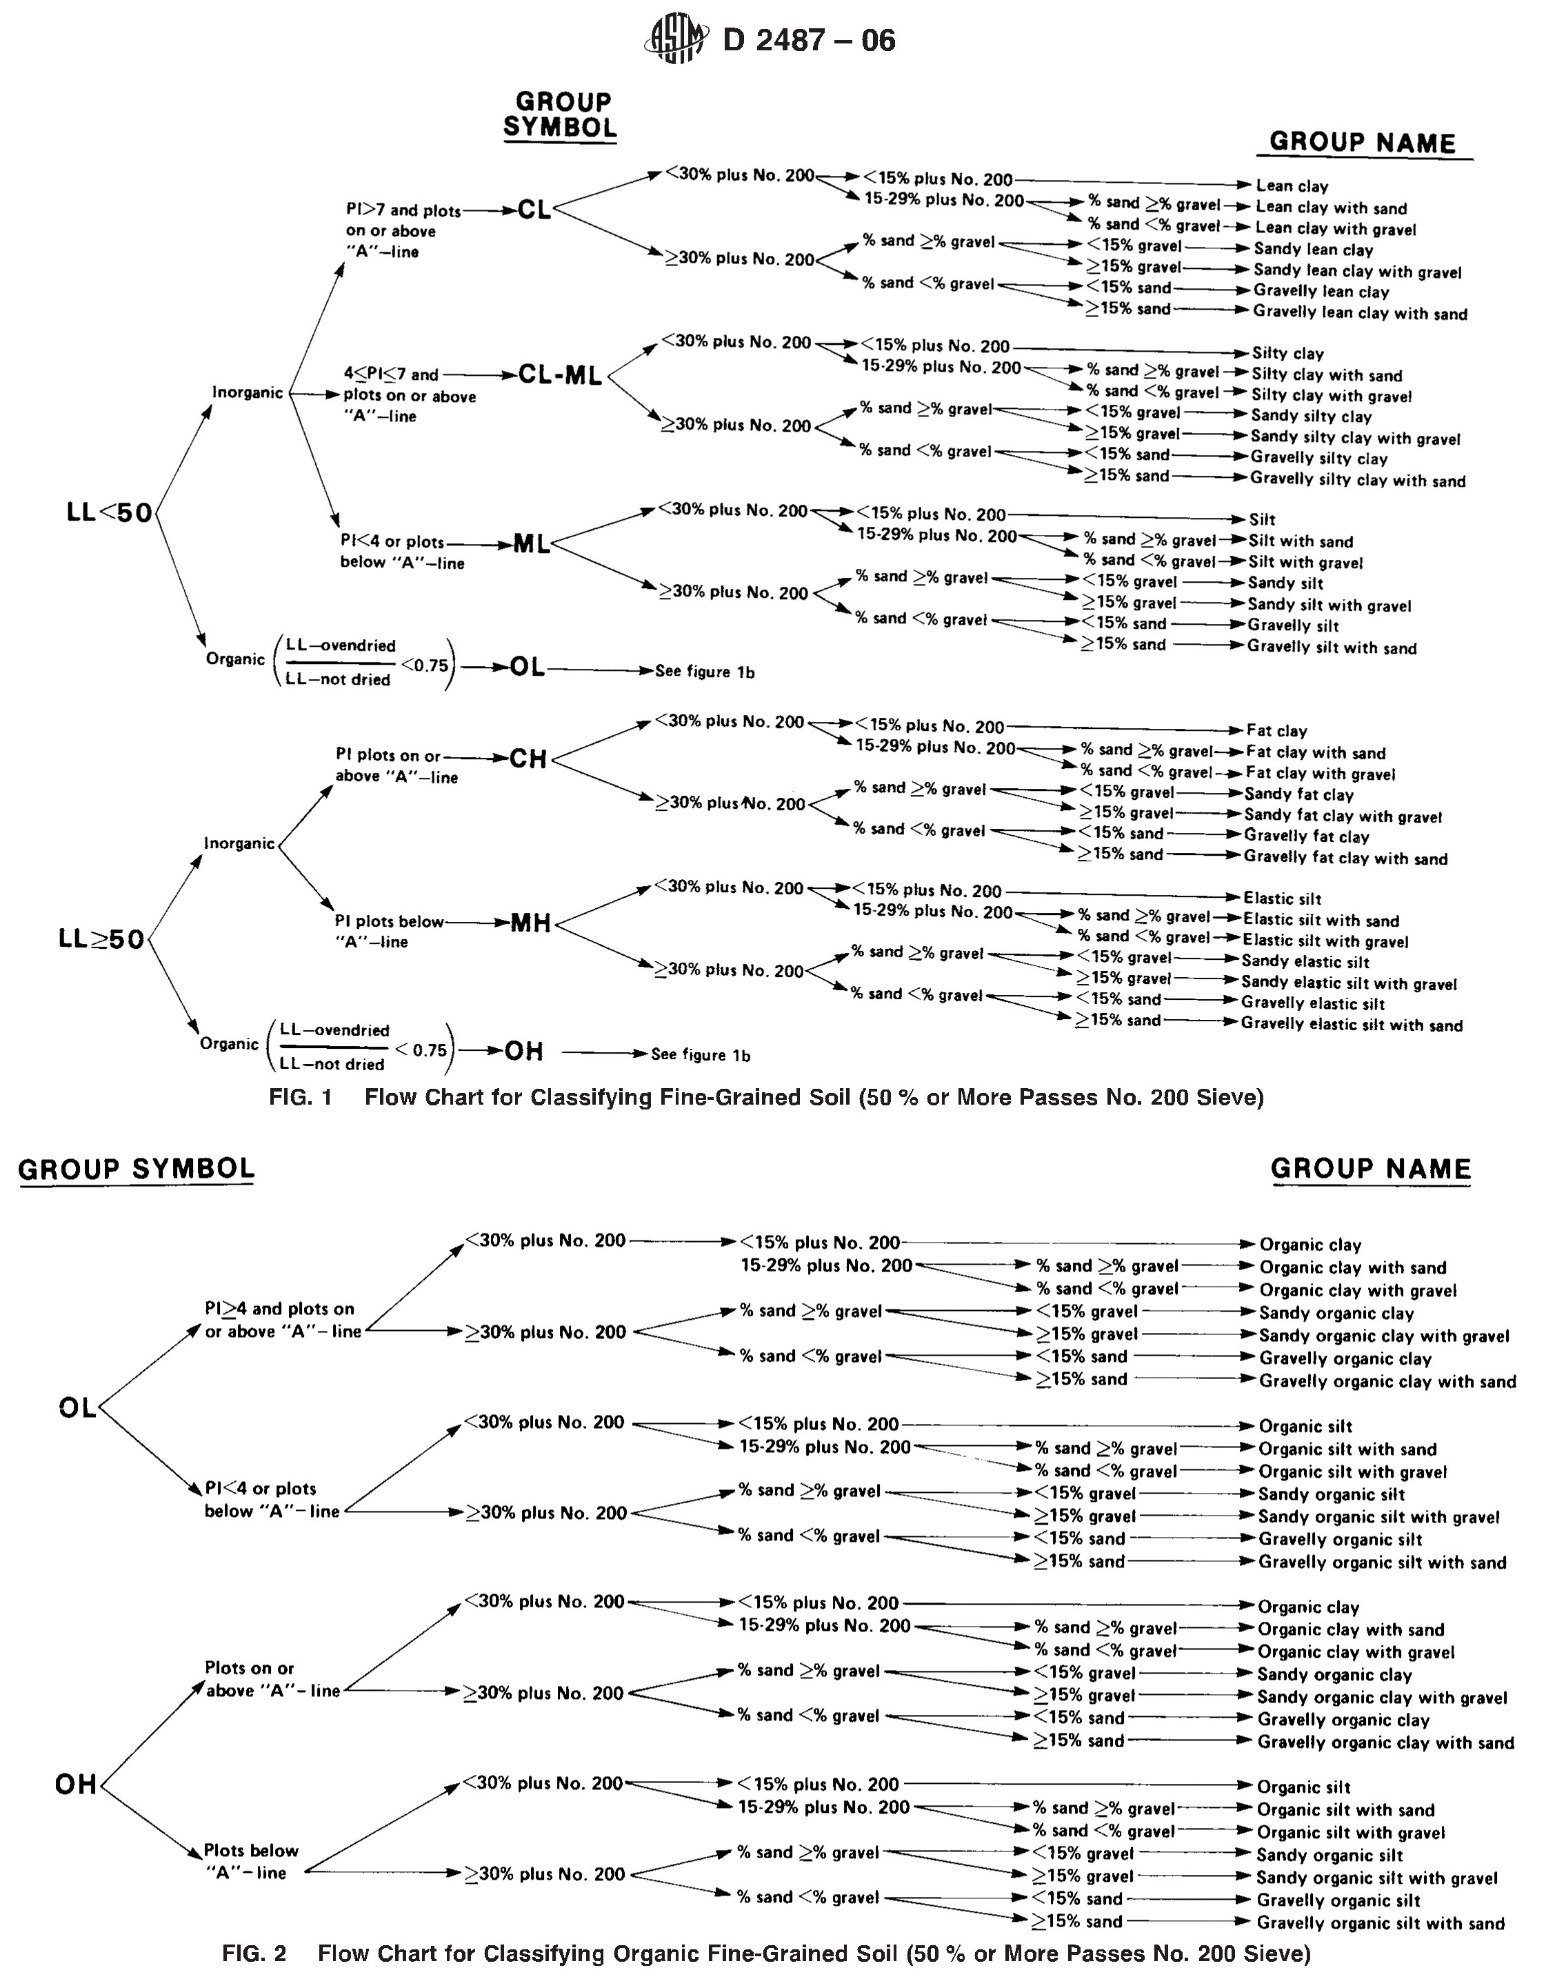 ASTM D 2487 – 06
GROUP
SYMBOL
GROUP NAME
<30% plus No. 200
<15% plus No. 200
Lean clay
PI>7 and plots
on or above
"A"–line
CL
15-29% plus No. 200
% sand ≥% gravel
Lean clay with sand
% sand <% gravel
Lean clay with gravel
≥30% plus No. 200
% sand ≥% gravel
<15% gravel
Sandy lean clay
≥15% gravel
Sandy lean clay with gravel
% sand <% gravel
<15% sand
Gravelly lean clay
≥15% sand
Gravelly lean clay with sand
LL<50
Inorganic
4≤PI≤7 and
plots on or above
"A"–line
CL-ML
<30% plus No. 200
<15% plus No. 200
Silty clay
15-29% plus No. 200
% sand ≥% gravel
Silty clay with sand
% sand <% gravel
Silty clay with gravel
≥30% plus No. 200
% sand ≥% gravel
<15% gravel
Sandy silty clay
≥15% gravel
Sandy silty clay with gravel
% sand <% gravel
<15% sand
Gravelly silty clay
≥15% sand
Gravelly silty clay with sand
PI<4 or plots
below "A"–line
ML
<30% plus No. 200
<15% plus No. 200
Silt
15-29% plus No. 200
% sand ≥% gravel
Silt with sand
% sand <% gravel
Silt with gravel
≥30% plus No. 200
% sand ≥% gravel
<15% gravel
Sandy silt
≥15% gravel
Sandy silt with gravel
% sand <% gravel
<15% sand
Gravelly silt
≥15% sand
Gravelly silt with sand
Organic
LL–ovendried
LL–not dried
<0.75
OL
See figure 1b
LL≥50
Inorganic
PI plots on or
above "A"–line
CH
<30% plus No. 200
<15% plus No. 200
Fat clay
15-29% plus No. 200
% sand ≥% gravel
Fat clay with sand
% sand <% gravel
Fat clay with gravel
≥30% plus No. 200
% sand ≥% gravel
<15% gravel
Sandy fat clay
≥15% gravel
Sandy fat clay with gravel
% sand <% gravel
<15% sand
Gravelly fat clay
≥15% sand
Gravelly fat clay with sand
PI plots below
"A"–line
MH
<30% plus No. 200
<15% plus No. 200
Elastic silt
15-29% plus No. 200
% sand ≥% gravel
Elastic silt with sand
% sand <% gravel
Elastic silt with gravel
≥30% plus No. 200
% sand ≥% gravel
<15% gravel
Sandy elastic silt
≥15% gravel
Sandy elastic silt with gravel
% sand <% gravel
<15% sand
Gravelly elastic silt
≥15% sand
Gravelly elastic silt with sand
Organic
LL–ovendried
LL–not dried
< 0.75
OH
See figure 1b
FIG. 1 Flow Chart for Classifying Fine-Grained Soil (50 % or More Passes No. 200 Sieve)
GROUP SYMBOL
GROUP NAME
OL
PI≥4 and plots on
or above "A"– line
<30% plus No. 200
<15% plus No. 200
Organic clay
15-29% plus No. 200
% sand ≥% gravel
Organic clay with sand
% sand <% gravel
Organic clay with gravel
≥30% plus No. 200
% sand ≥% gravel
<15% gravel
Sandy organic clay
≥15% gravel
Sandy organic clay with gravel
% sand <% gravel
<15% sand
Gravelly organic clay
≥15% sand
Gravelly organic clay with sand
PI<4 or plots
below "A"– line
<30% plus No. 200
<15% plus No. 200
Organic silt
15-29% plus No. 200
% sand ≥% gravel
Organic silt with sand
% sand <% gravel
Organic silt with gravel
≥30% plus No. 200
% sand ≥% gravel
<15% gravel
Sandy organic silt
≥15% gravel
Sandy organic silt with gravel
% sand <% gravel
<15% sand
Gravelly organic silt
≥15% sand
Gravelly organic silt with sand
OH
Plots on or
above "A"– line
<30% plus No. 200
<15% plus No. 200
Organic clay
15-29% plus No. 200
% sand ≥% gravel
Organic clay with sand
% sand <% gravel
Organic clay with gravel
≥30% plus No. 200
% sand ≥% gravel
<15% gravel
Sandy organic clay
≥15% gravel
Sandy organic clay with gravel
% sand <% gravel
<15% sand
Gravelly organic clay
≥15% sand
Gravelly organic clay with sand
Plots below
"A"– line
<30% plus No. 200
<15% plus No. 200
Organic silt
15-29% plus No. 200
% sand ≥% gravel
Organic silt with sand
% sand <% gravel
Organic silt with gravel
≥30% plus No. 200
% sand ≥% gravel
<15% gravel
Sandy organic silt
≥15% gravel
Sandy organic silt with gravel
% sand <% gravel
<15% sand
Gravelly organic silt
≥15% sand
Gravelly organic silt with sand
FIG. 2 Flow Chart for Classifying Organic Fine-Grained Soil (50 % or More Passes No. 200 Sieve)